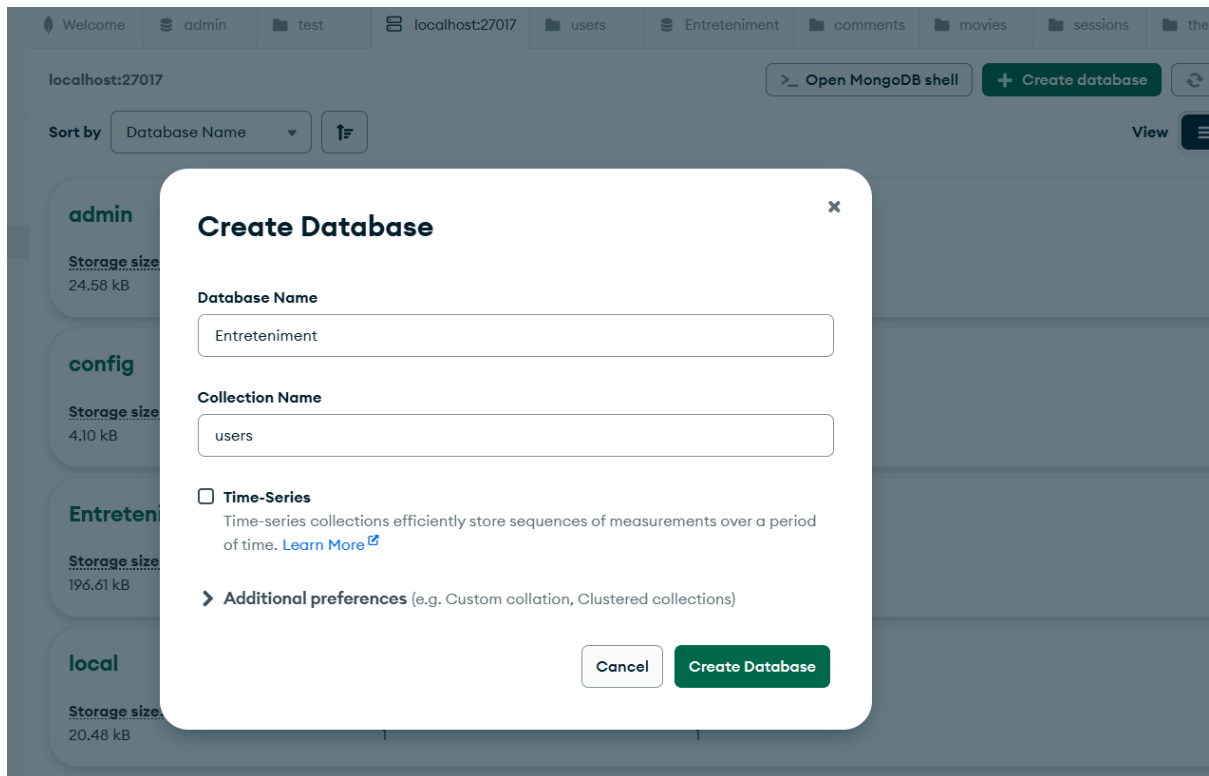 Welcome admin test localhost:27017 users Entreteniment comments movies sessions the
localhost:27017
>_ Open MongoDB shell + Create database
Sort by Database Name
View
admin
Storage size
24.58 kB
config
Storage size
4.10 kB
Entreteni
Storage size
196.61 kB
local
Storage size
20.48 kB
1
1
Create Database
Database Name
Entreteniment
Collection Name
users
Time-Series
Time-series collections efficiently store sequences of measurements over a period
of time. Learn More
Additional preferences (e.g. Custom collation, Clustered collections)
Cancel Create Database